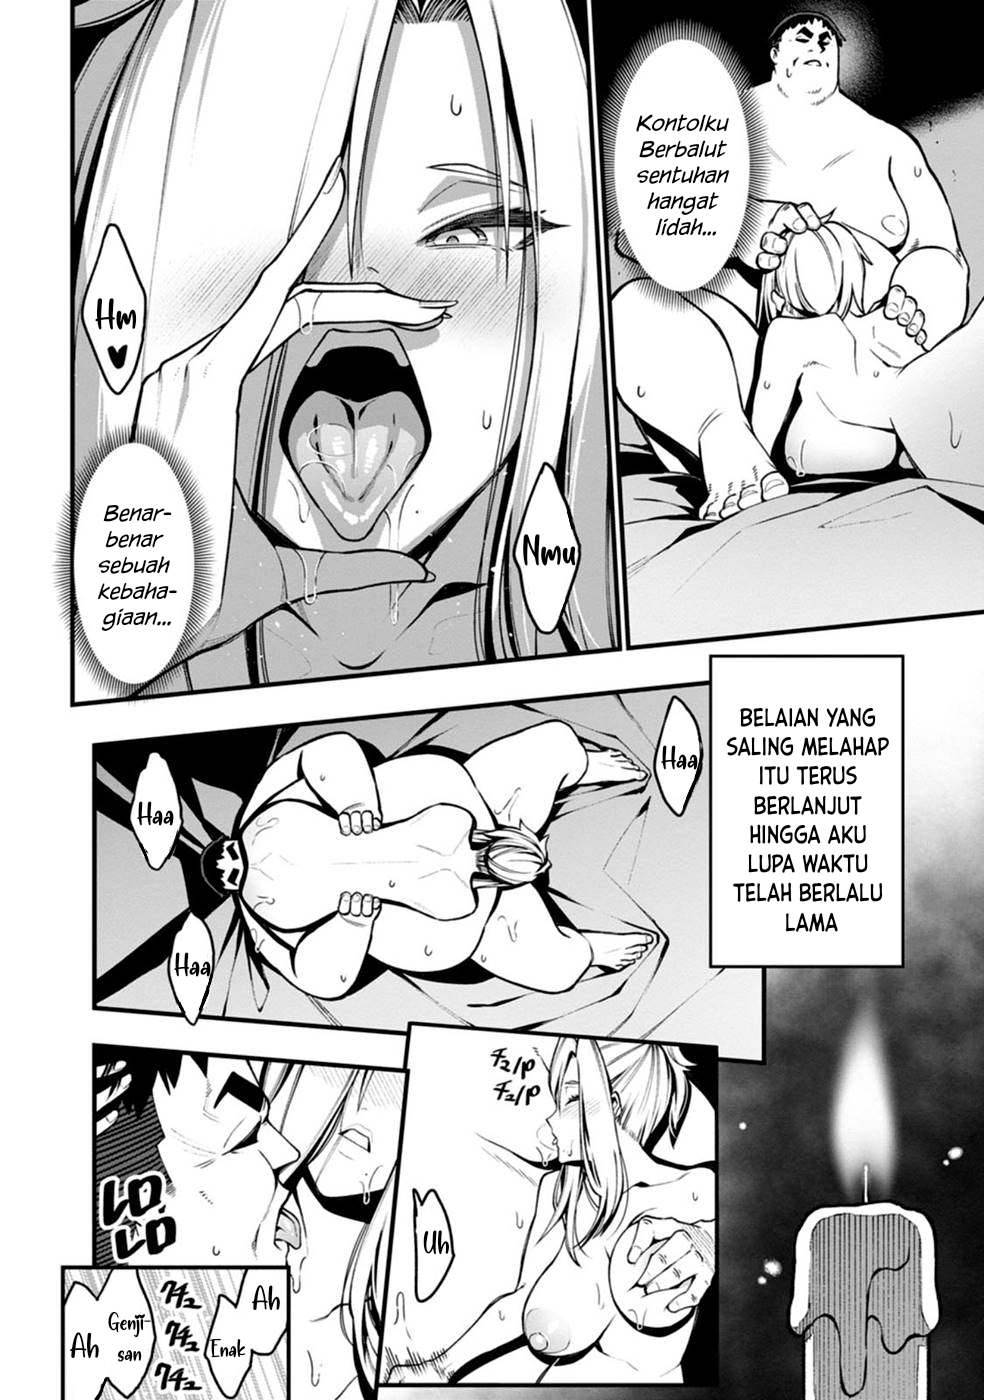 Kontolku
Berbalut
sentuhan
hangat
lidah...
Hm
♥
Benar-
benar
sebuah
kebaha-
giaan...
Nmu
BELAIAN YANG
SALING MELAHAP
ITU TERUS
BERLANJUT
HINGGA AKU
LUPA WAKTU
TELAH BERLALU
LAMA
Haa
Haa
Haa
Uh
Ah
Enak
Genji-
san
Ah